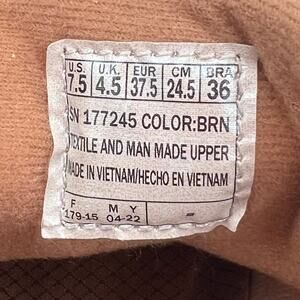 U.S. U.K. EUR CM BRA
7.5 4.5 37.5 24.5 36
SN 177245 COLOR:BRN
TEXTILE AND MAN MADE UPPER
MADE IN VIETNAM/HECHO EN VIETNAM
F M Y
179-15 04-22 -